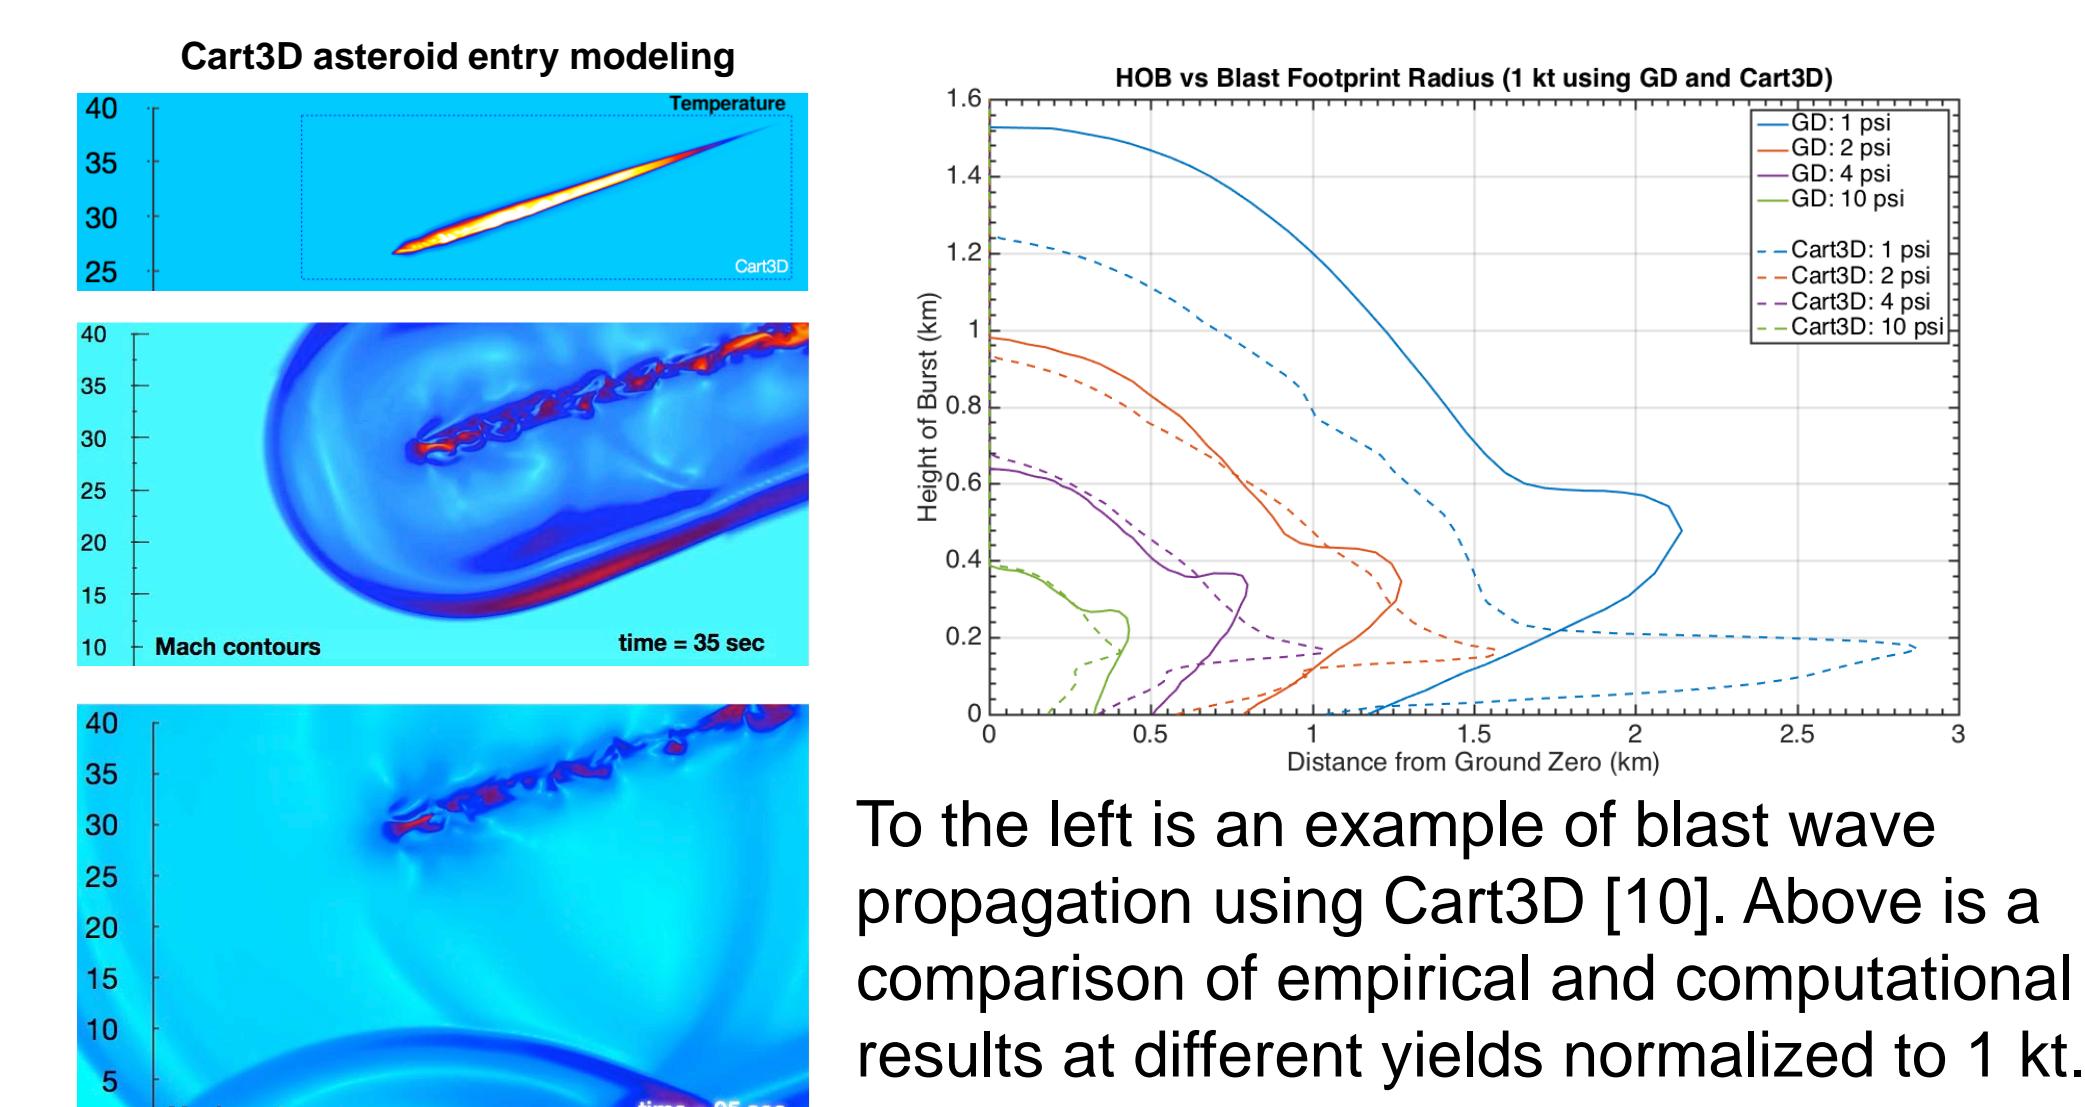 Cart3D asteroid entry modeling
Temperature
40
35
30
25
Cart3D
40
35
30
25
20
15
10
Mach contours
time = 35 sec
40
35
30
25
20
15
10
5
HOB vs Blast Footprint Radius (1 kt using GD and Cart3D)
GD: 1 psi
GD: 2 psi
GD: 4 psi
GD: 10 psi
Cart3D: 1 psi
Cart3D: 2 psi
Cart3D: 4 psi
Cart3D: 10 psi
Height of Burst (km)
1.6
1.4
1.2
1
0.8
0.6
0.4
0.2
0
0 0.5 1 1.5 2 2.5 3
Distance from Ground Zero (km)
To the left is an example of blast wave
propagation using Cart3D [10]. Above is a
comparison of empirical and computational
results at different yields normalized to 1 kt.